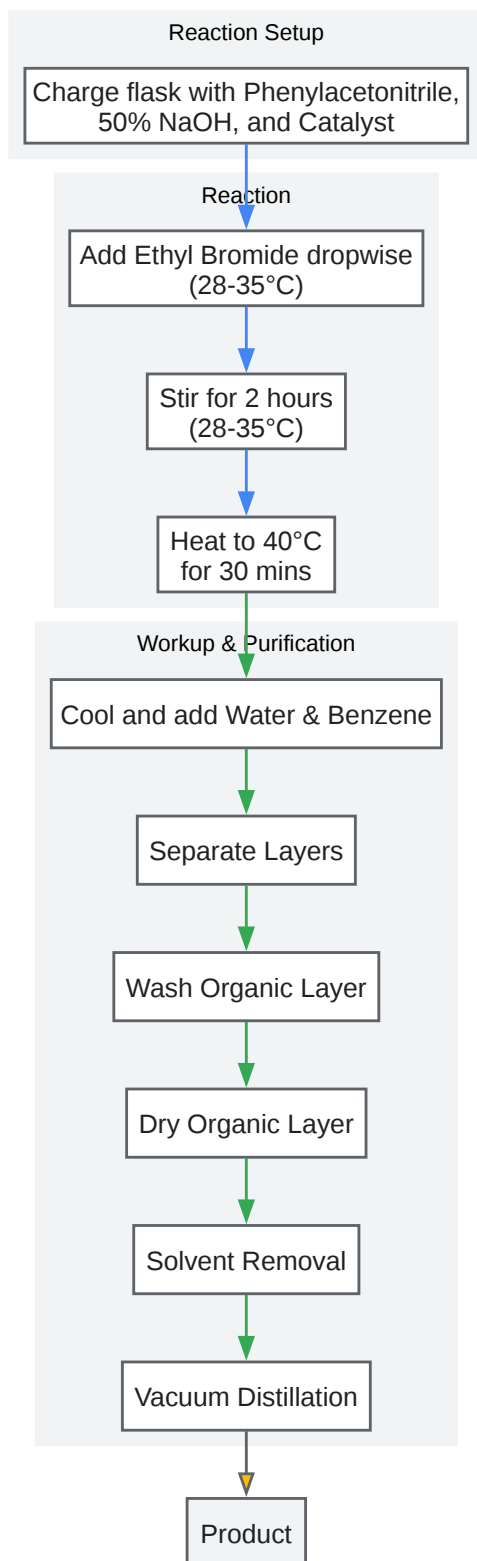 Reaction Setup
Charge flask with Phenylacetonitrile,
50% NaOH, and Catalyst
Reaction
Add Ethyl Bromide dropwise
(28-35°C)
Stir for 2 hours
(28-35°C)
Heat to 40°C
for 30 mins
Workup & Purification
Cool and add Water & Benzene
Separate Layers
Wash Organic Layer
Dry Organic Layer
Solvent Removal
Vacuum Distillation
Product